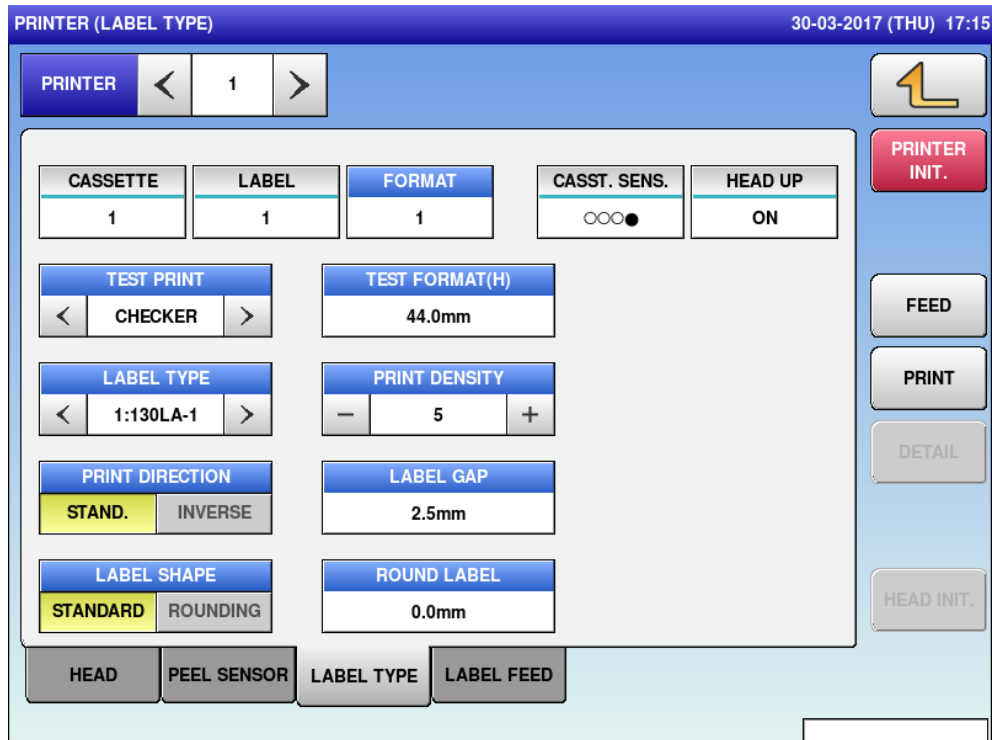 PRINTER (LABEL TYPE) 30-03-2017 (THU) 17:15
PRINTER 1
PRINTER INIT.
CASSETTE LABEL FORMAT CASST. SENS. HEAD UP
1 1 1 ○○○● ON
TEST PRINT TEST FORMAT(H)
CHECKER 44.0mm
FEED
LABEL TYPE PRINT DENSITY
1:130LA-1 − 5 +
PRINT
PRINT DIRECTION LABEL GAP
STAND. INVERSE 2.5mm
DETAIL
LABEL SHAPE ROUND LABEL
STANDARD ROUNDING 0.0mm
HEAD INIT.
HEAD PEEL SENSOR LABEL TYPE LABEL FEED